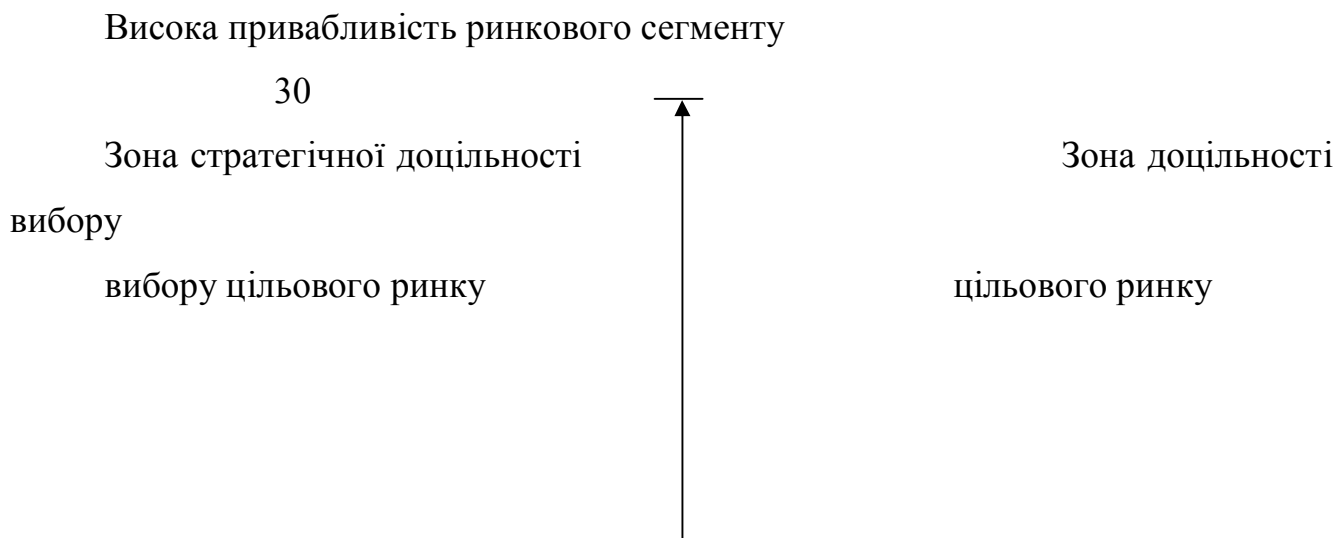 Висока привабливість ринкового сегменту
30
Зона стратегічної доцільності Зона доцільності
вибору
вибору цільового ринку цільового ринку